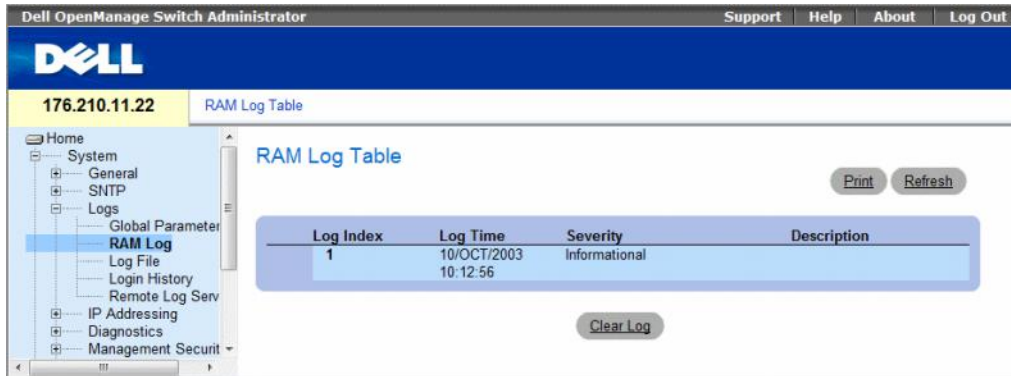 Dell OpenManage Switch Administrator
Support Help About Log Out
DELL
176.210.11.22
RAM Log Table
Home
System
General
SNTP
Logs
Global Parameter
RAM Log
Log File
Login History
Remote Log Serv
IP Addressing
Diagnostics
Management Securit
RAM Log Table
Print Refresh
Log Index Log Time Severity Description
1 10/OCT/2003 Informational
10:12:56
Clear Log